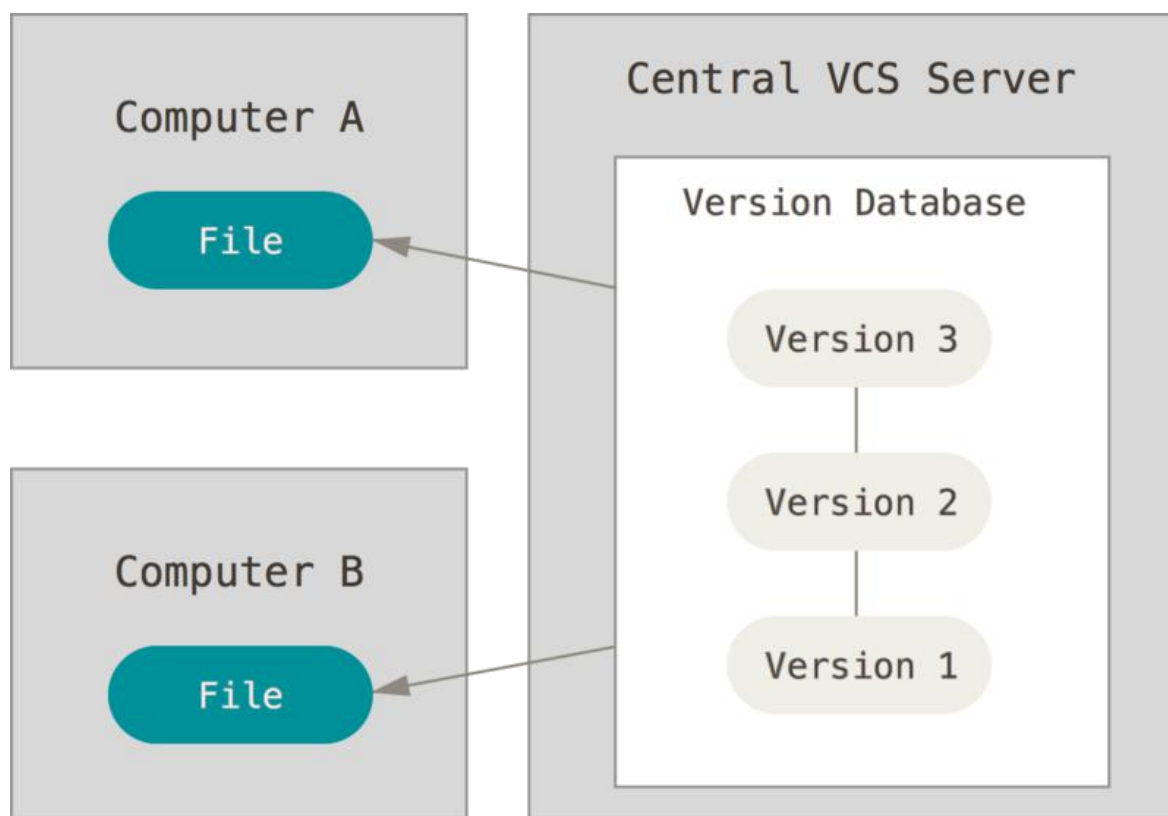 Computer A
File
Computer B
File
Central VCS Server
Version Database
Version 3
Version 2
Version 1